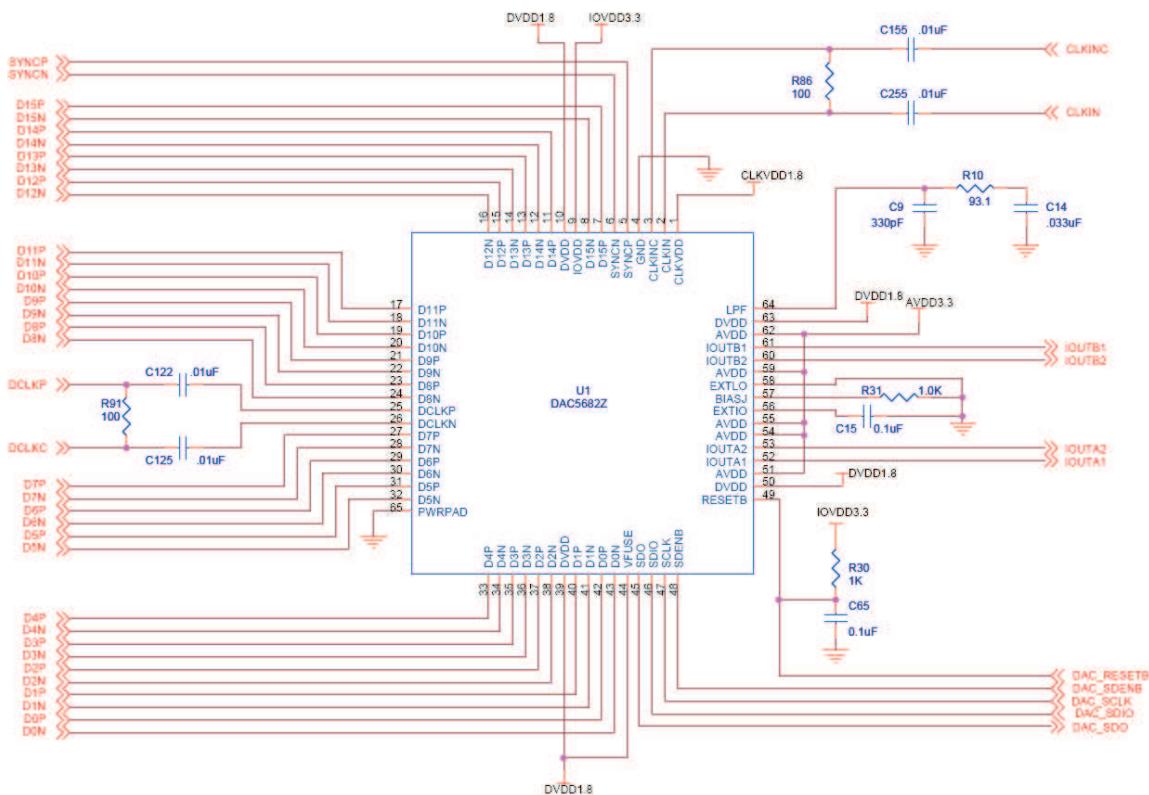 DVDD1.8 IOVDD3.3
C155 .01uF
CLKINC
SYNCP
SYNCN
R86
100
C255 .01uF
CLKIN
D15P
D15N
D14P
D14N
D13P
D13N
D12P
D12N
CLKVDD1.8
R10
93.1
C9
330pF
C14
.033uF
16 15 14 13 12 11 10 9 8 7 6 5 4 3 2 1
D12N D12P D13N D13P D14N D14P DVDD IOVDD D15N D15P SYNCN SYNCP GND CLKINC CLKIN CLKVDD
D11P
D11N
D10P
D10N
D9P
D9N
D8P
D8N
DCLKP
C122 .01uF
R91
100
DCLKC
C125 .01uF
D7P
D7N
D6P
D6N
D5P
D5N
17 D11P
18 D11N
19 D10P
20 D10N
21 D9P
22 D9N
23 D8P
24 D8N
25 DCLKP
26 DCLKN
27 D7P
28 D7N
29 D6P
30 D6N
31 D5P
32 D5N
65 PWRPAD
U1
DAC5682Z
LPF 64
DVDD 63
AVDD 62
IOUTB1 61
IOUTB2 60
AVDD 59
EXTLO 58
BIASJ 57
EXTIO 56
AVDD 55
AVDD 54
IOUTA2 53
IOUTA1 52
AVDD 51
DVDD 50
RESETB 49
DVDD1.8
AVDD3.3
IOUTB1
IOUTB2
R31 1.0K
C15 0.1uF
IOUTA2
IOUTA1
DVDD1.8
IOVDD3.3
R30
1K
C65
0.1uF
D4P D4N D3P D3N D2P D2N DVDD D1P D1N D0P D0N VFUSE SDO SDIO SCLK SDENB
33 34 35 36 37 38 39 40 41 42 43 44 45 46 47 48
D4P
D4N
D3P
D3N
D2P
D2N
D1P
D1N
D0P
D0N
DAC_RESETB
DAC_SDENB
DAC_SCLK
DAC_SDIO
DAC_SDO
DVDD1.8